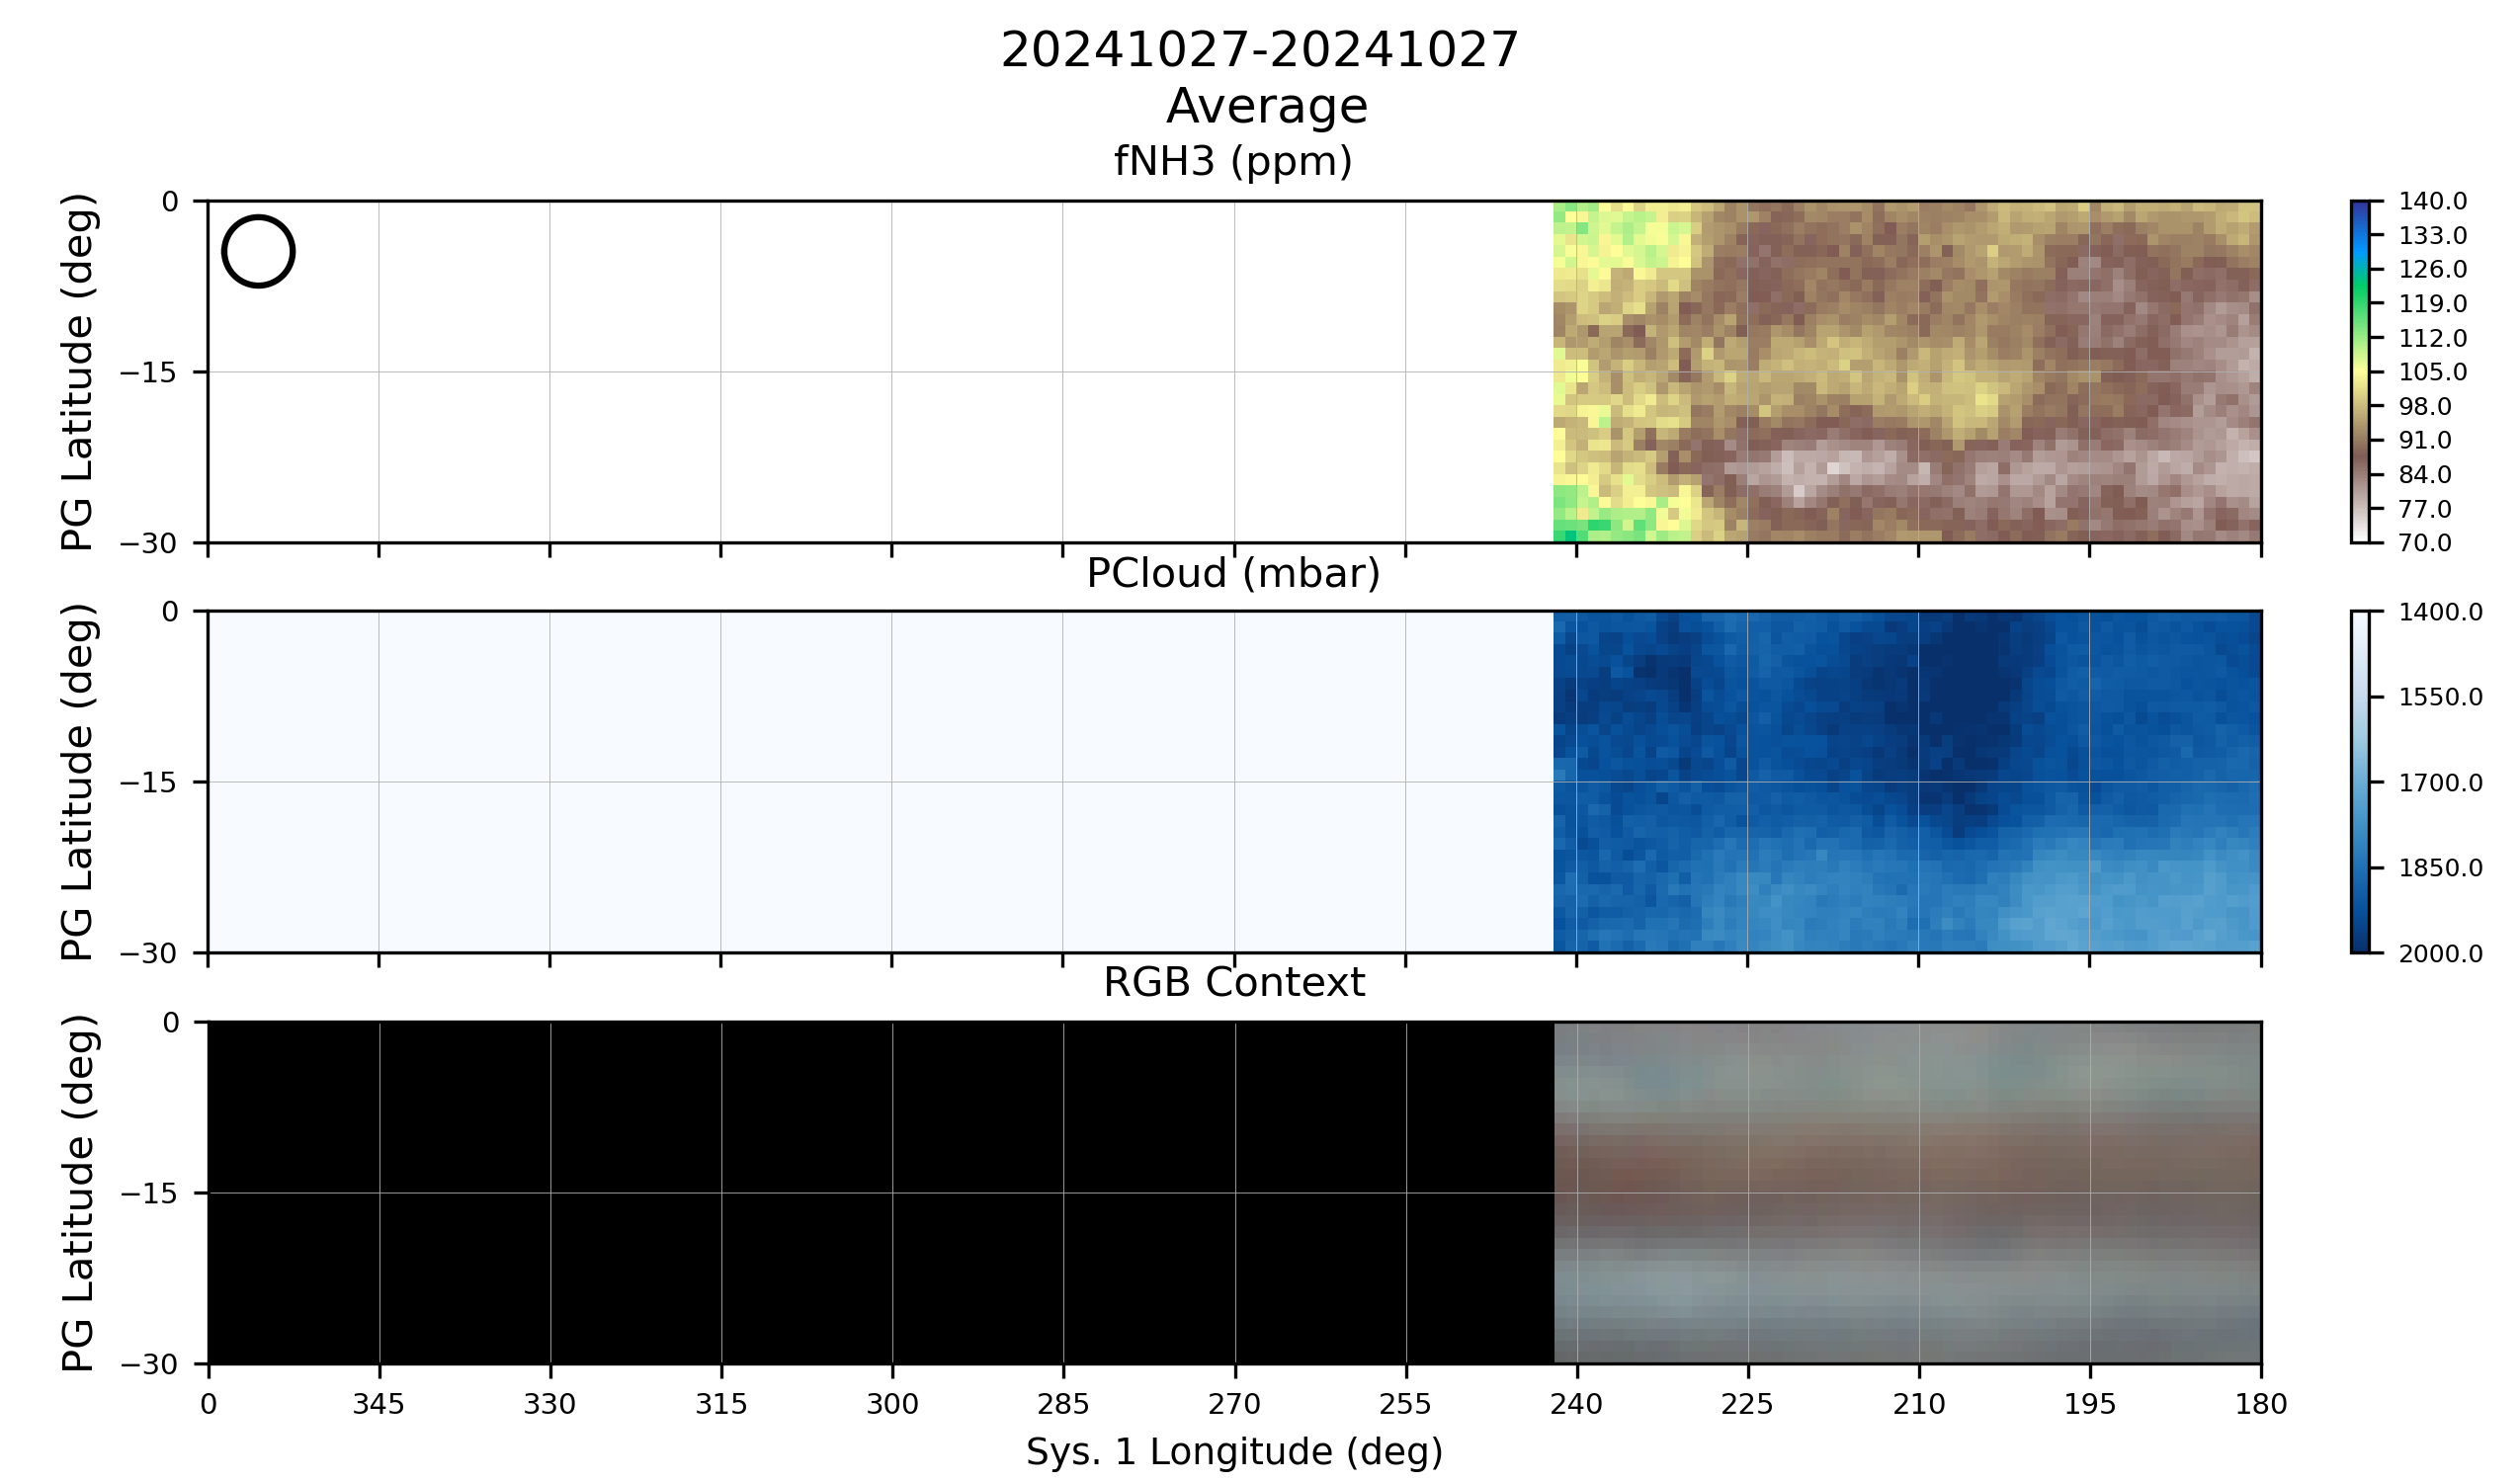 20241027-20241027
Average
fNH3 (ppm)
PG Latitude (deg)
0
−15
−30
140.0
133.0
126.0
119.0
112.0
105.0
98.0
91.0
84.0
77.0
70.0
PCloud (mbar)
PG Latitude (deg)
0
−15
−30
1400.0
1550.0
1700.0
1850.0
2000.0
RGB Context
PG Latitude (deg)
0
−15
−30
0 345 330 315 300 285 270 255 240 225 210 195 180
Sys. 1 Longitude (deg)